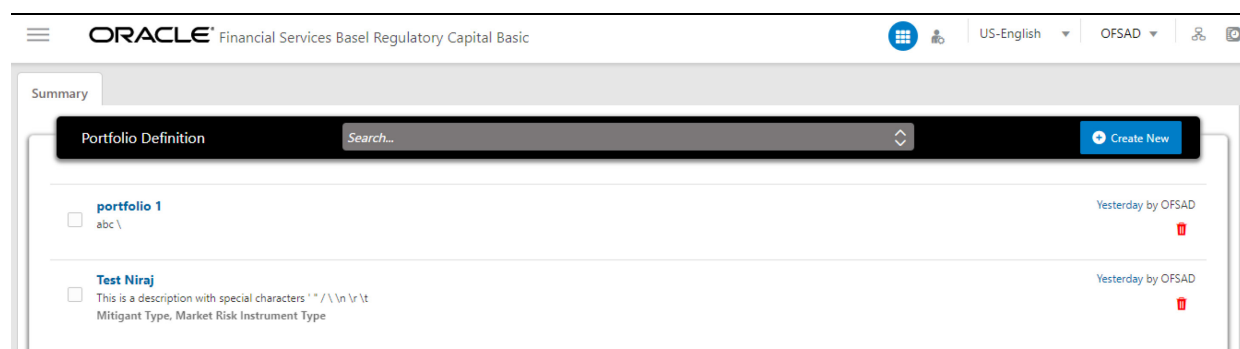 ORACLE Financial Services Basel Regulatory Capital Basic US-English OFSAD
Summary
Portfolio Definition Search... Create New
portfolio 1 Yesterday by OFSAD
abc \
Test Niraj Yesterday by OFSAD
This is a description with special characters ' " / \ \n \r \t
Mitigant Type, Market Risk Instrument Type